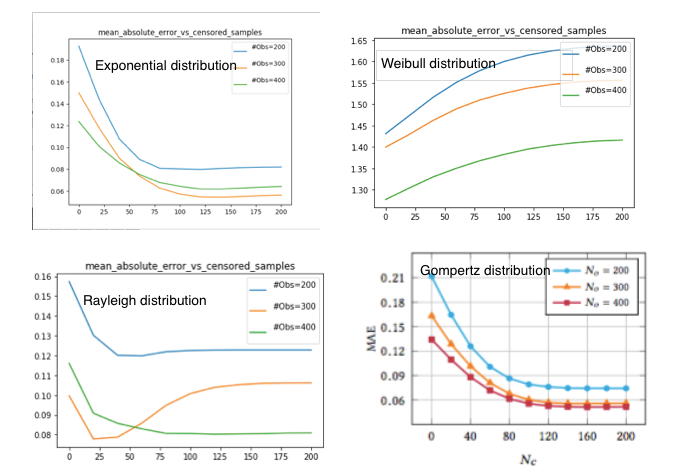 mean_absolute_error_vs_censored_samples
Exponential distribution
#Obs=200
#Obs=300
#Obs=400
0.18
0.16
0.14
0.12
0.10
0.08
0.06
0 25 50 75 100 125 150 175 200
mean_absolute_error_vs_censored_samples
Weibull distribution
#Obs=200
#Obs=300
#Obs=400
1.65
1.60
1.55
1.50
1.45
1.40
1.35
1.30
0 25 50 75 100 125 150 175 200
mean_absolute_error_vs_censored_samples
Rayleigh distribution
#Obs=200
#Obs=300
#Obs=400
0.16
0.15
0.14
0.13
0.12
0.11
0.10
0.09
0.08
0 25 50 75 100 125 150 175 200
Gompertz distribution
N₀ = 200
N₀ = 300
N₀ = 400
MAE
0.21
0.18
0.15
0.12
0.09
0.06
0 40 80 120 160 200
N_c